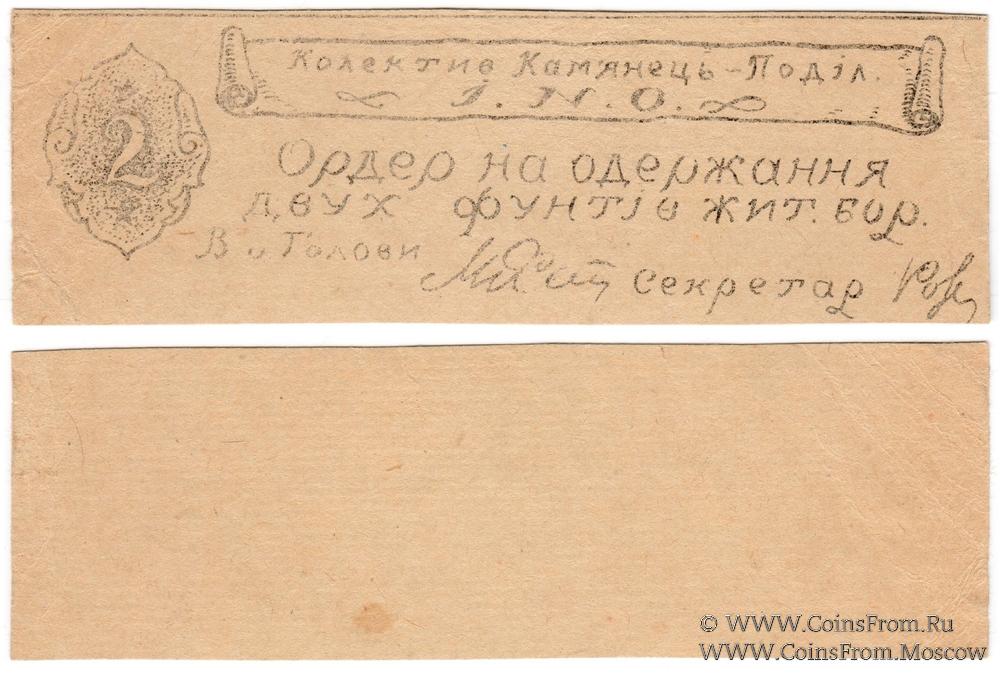 Колектив Камянець-Поділ.
І. Н. О.
2
Ордер на одержання
двух фунтів жит. бор.
В о Голови
Секретар
© WWW.CoinsFrom.Ru
WWW.CoinsFrom.Moscow